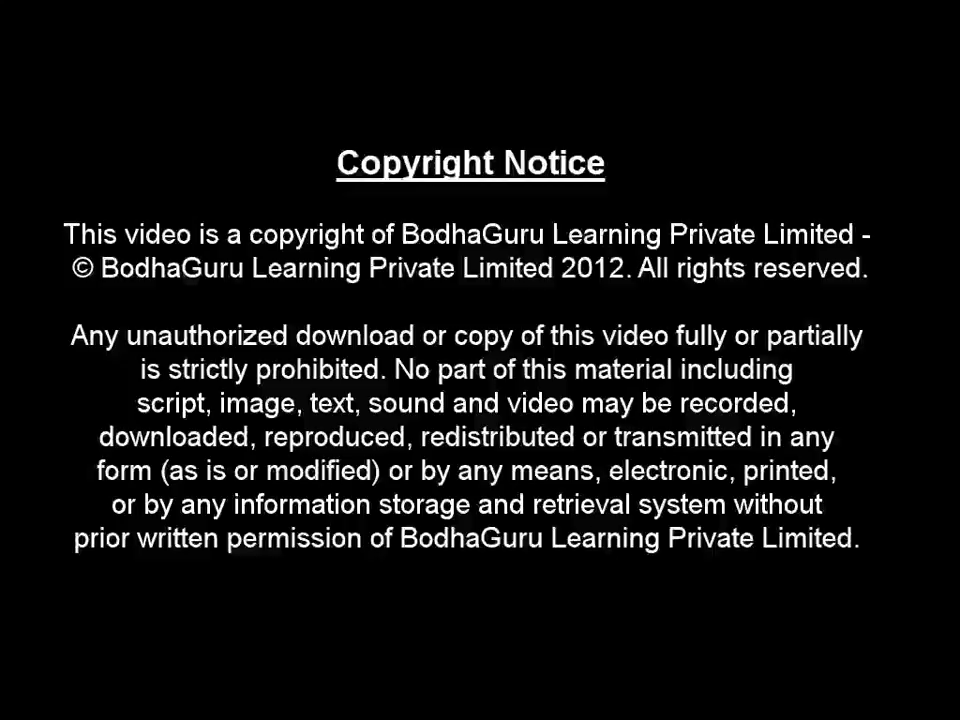 Copyright Notice
This video is a copyright of BodhaGuru Learning Private Limited -
© BodhaGuru Learning Private Limited 2012. All rights reserved.
Any unauthorized download or copy of this video fully or partially
is strictly prohibited. No part of this material including
script, image, text, sound and video may be recorded,
downloaded, reproduced, redistributed or transmitted in any
form (as is or modified) or by any means, electronic, printed,
or by any information storage and retrieval system without
prior written permission of BodhaGuru Learning Private Limited.